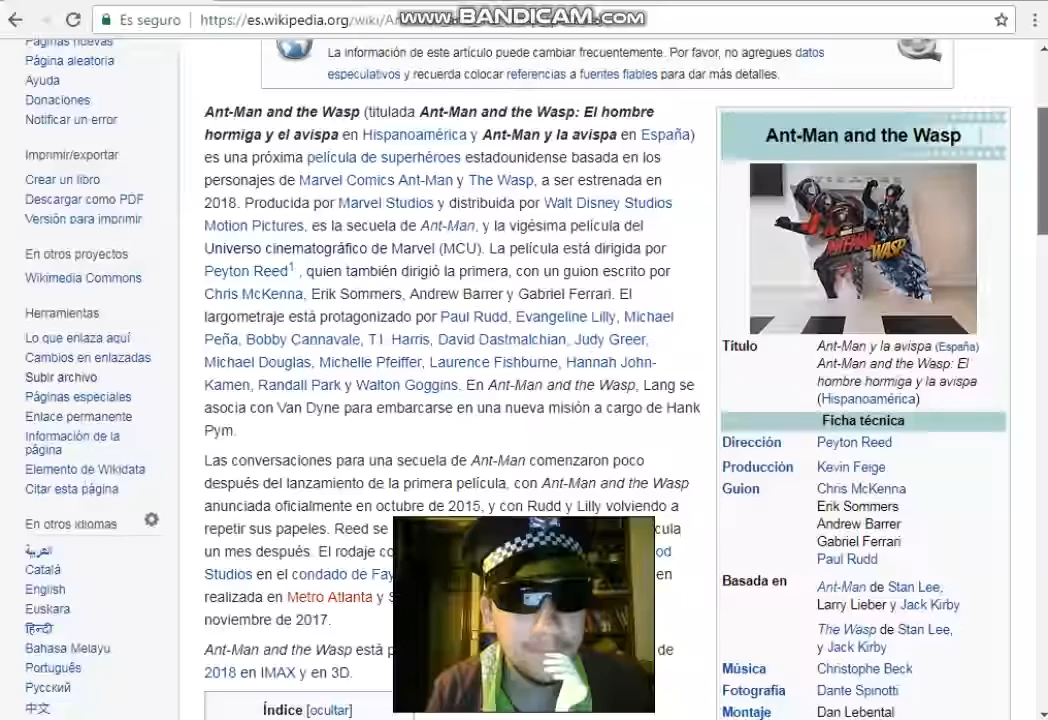 Es seguro
https://es.wikipedia.org/wiki/An
WWW.BANDICAM.COM
Páginas nuevas
Página aleatoria
Ayuda
Donaciones
Notificar un error
Imprimir/exportar
Crear un libro
Descargar como PDF
Versión para imprimir
En otros proyectos
Wikimedia Commons
Herramientas
Lo que enlaza aquí
Cambios en enlazadas
Subir archivo
Páginas especiales
Enlace permanente
Información de la
página
Elemento de Wikidata
Citar esta página
En otros idiomas
العربية
Català
English
Euskara
हिन्दी
Bahasa Melayu
Português
Русский
中文
La información de este artículo puede cambiar frecuentemente. Por favor, no agregues datos
especulativos y recuerda colocar referencias a fuentes fiables para dar más detalles.
Ant-Man and the Wasp (titulada Ant-Man and the Wasp: El hombre
hormiga y el avispa en Hispanoamérica y Ant-Man y la avispa en España)
es una próxima película de superhéroes estadounidense basada en los
personajes de Marvel Comics Ant-Man y The Wasp, a ser estrenada en
2018. Producida por Marvel Studios y distribuida por Walt Disney Studios
Motion Pictures, es la secuela de Ant-Man, y la vigésima película del
Universo cinematográfico de Marvel (MCU). La película está dirigida por
Peyton Reed1 , quien también dirigió la primera, con un guion escrito por
Chris McKenna, Erik Sommers, Andrew Barrer y Gabriel Ferrari. El
largometraje está protagonizado por Paul Rudd, Evangeline Lilly, Michael
Peña, Bobby Cannavale, T.I. Harris, David Dastmalchian, Judy Greer,
Michael Douglas, Michelle Pfeiffer, Laurence Fishburne, Hannah John-
Kamen, Randall Park y Walton Goggins. En Ant-Man and the Wasp, Lang se
asocia con Van Dyne para embarcarse en una nueva misión a cargo de Hank
Pym.
Las conversaciones para una secuela de Ant-Man comenzaron poco
después del lanzamiento de la primera película, con Ant-Man and the Wasp
anunciada oficialmente en octubre de 2015, y con Rudd y Lilly volviendo a
repetir sus papeles. Reed se cula
un mes después. El rodaje co od
Studios en el condado de Fay en
realizada en Metro Atlanta y S
noviembre de 2017.
Ant-Man and the Wasp está p de
2018 en IMAX y en 3D.
Índice [ocultar]
Ant-Man and the Wasp
ANT-MAN
WASP
Título Ant-Man y la avispa (España)
Ant-Man and the Wasp: El
hombre hormiga y la avispa
(Hispanoamérica)
Ficha técnica
Dirección Peyton Reed
Producción Kevin Feige
Guion Chris McKenna
Erik Sommers
Andrew Barrer
Gabriel Ferrari
Paul Rudd
Basada en Ant-Man de Stan Lee,
Larry Lieber y Jack Kirby
The Wasp de Stan Lee,
y Jack Kirby
Música Christophe Beck
Fotografía Dante Spinotti
Montaje Dan Lebental